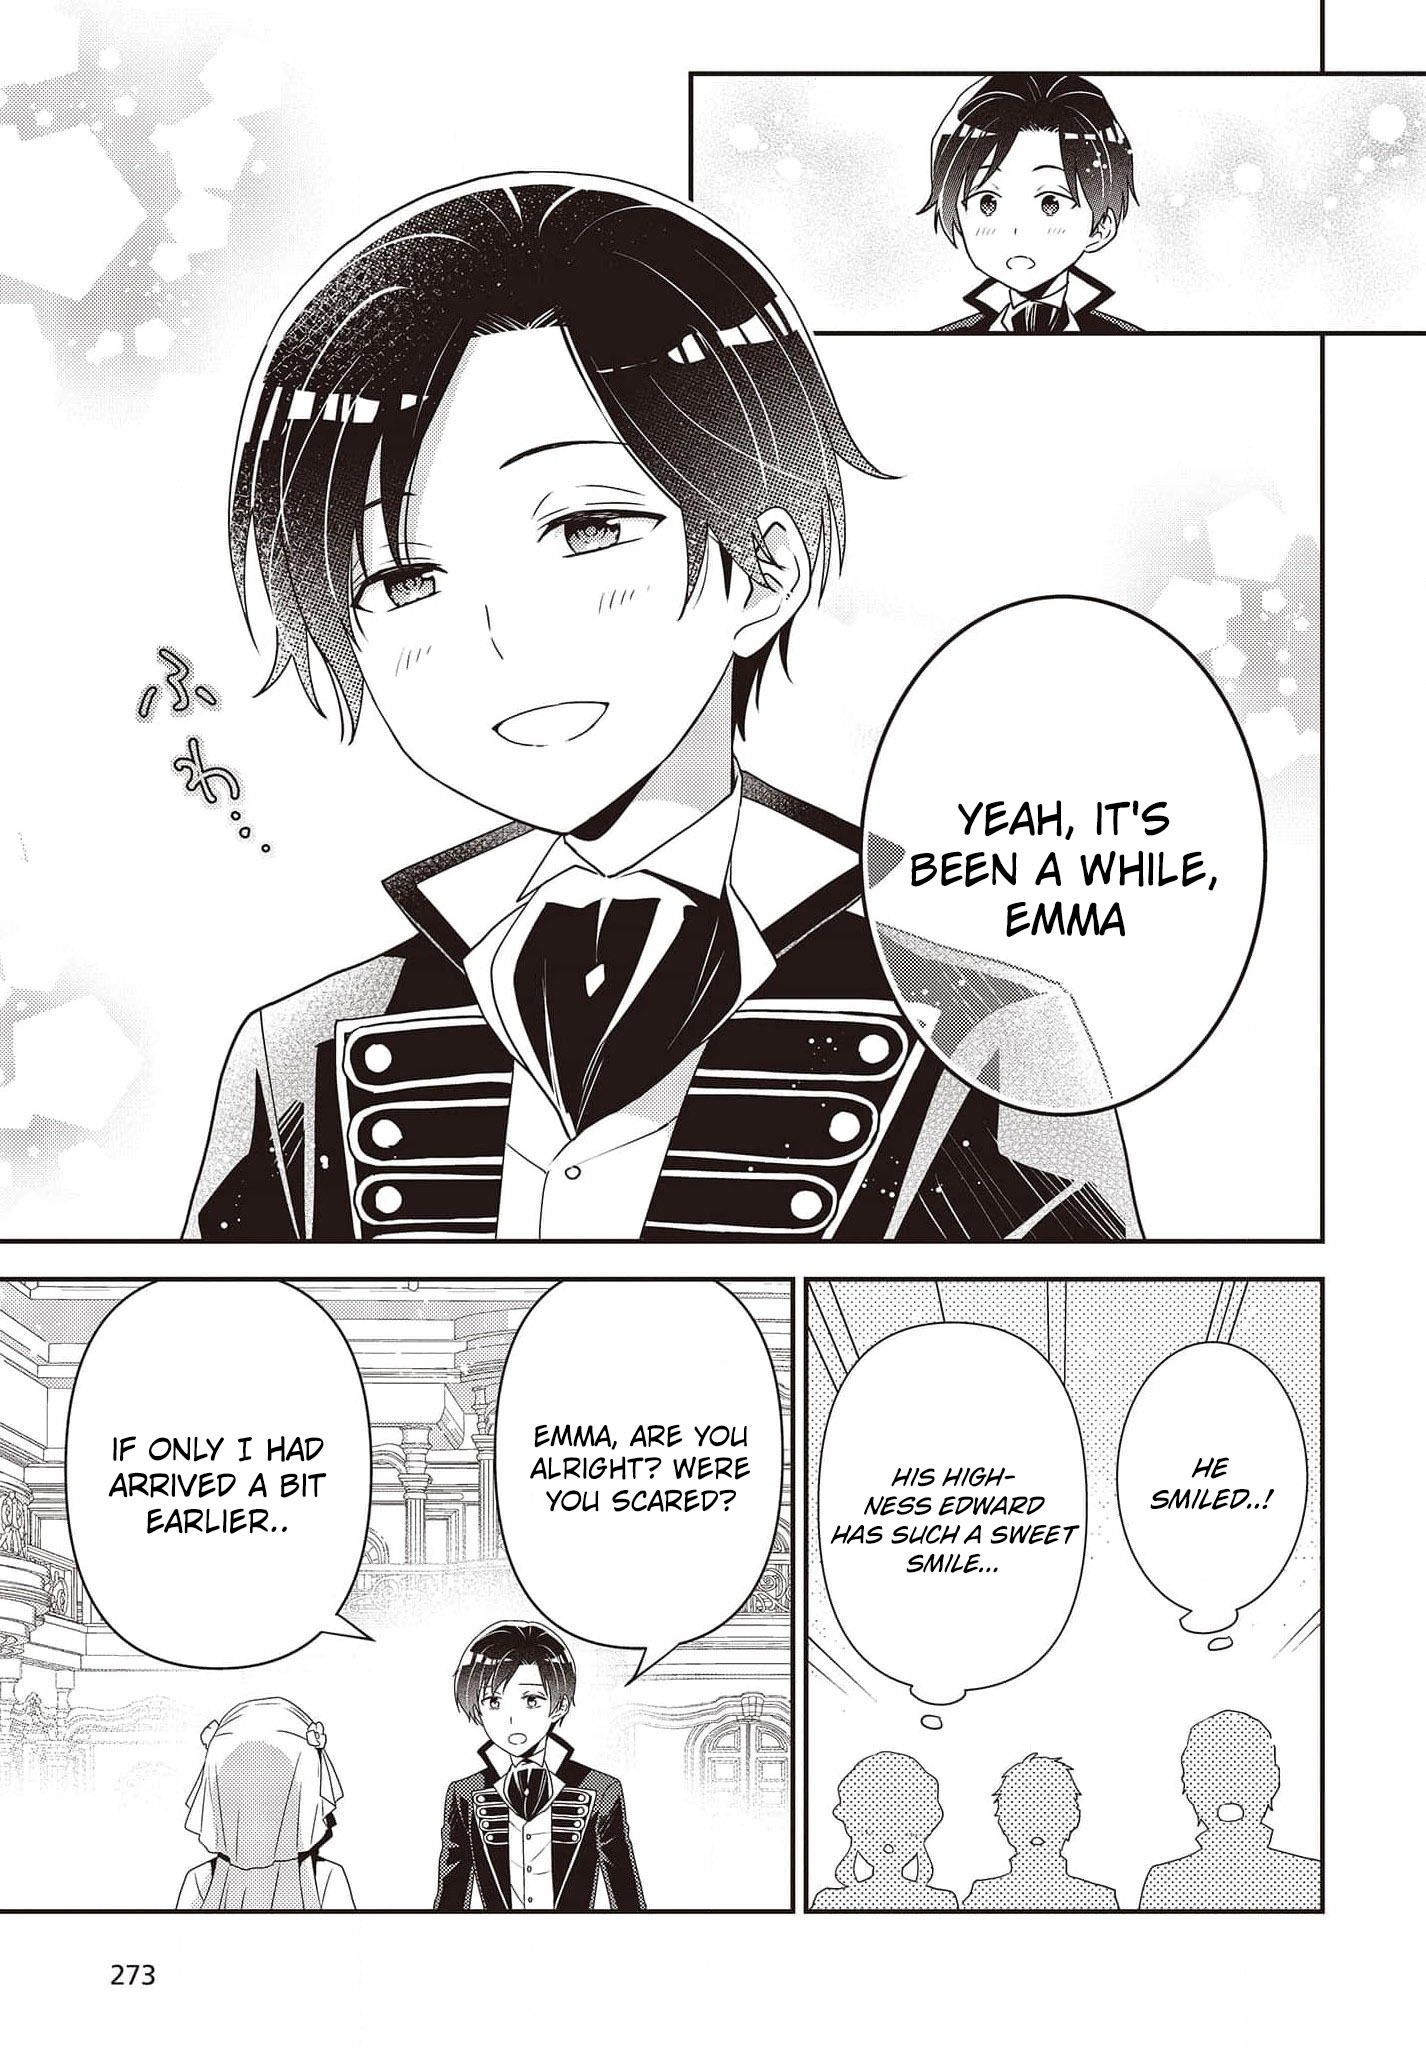 ふわ...
YEAH, IT'S
BEEN A WHILE,
EMMA
HE
SMILED..!
HIS HIGH-
NESS EDWARD
HAS SUCH A SWEET
SMILE...
EMMA, ARE YOU
ALRIGHT? WERE
YOU SCARED?
IF ONLY I HAD
ARRIVED A BIT
EARLIER..
273